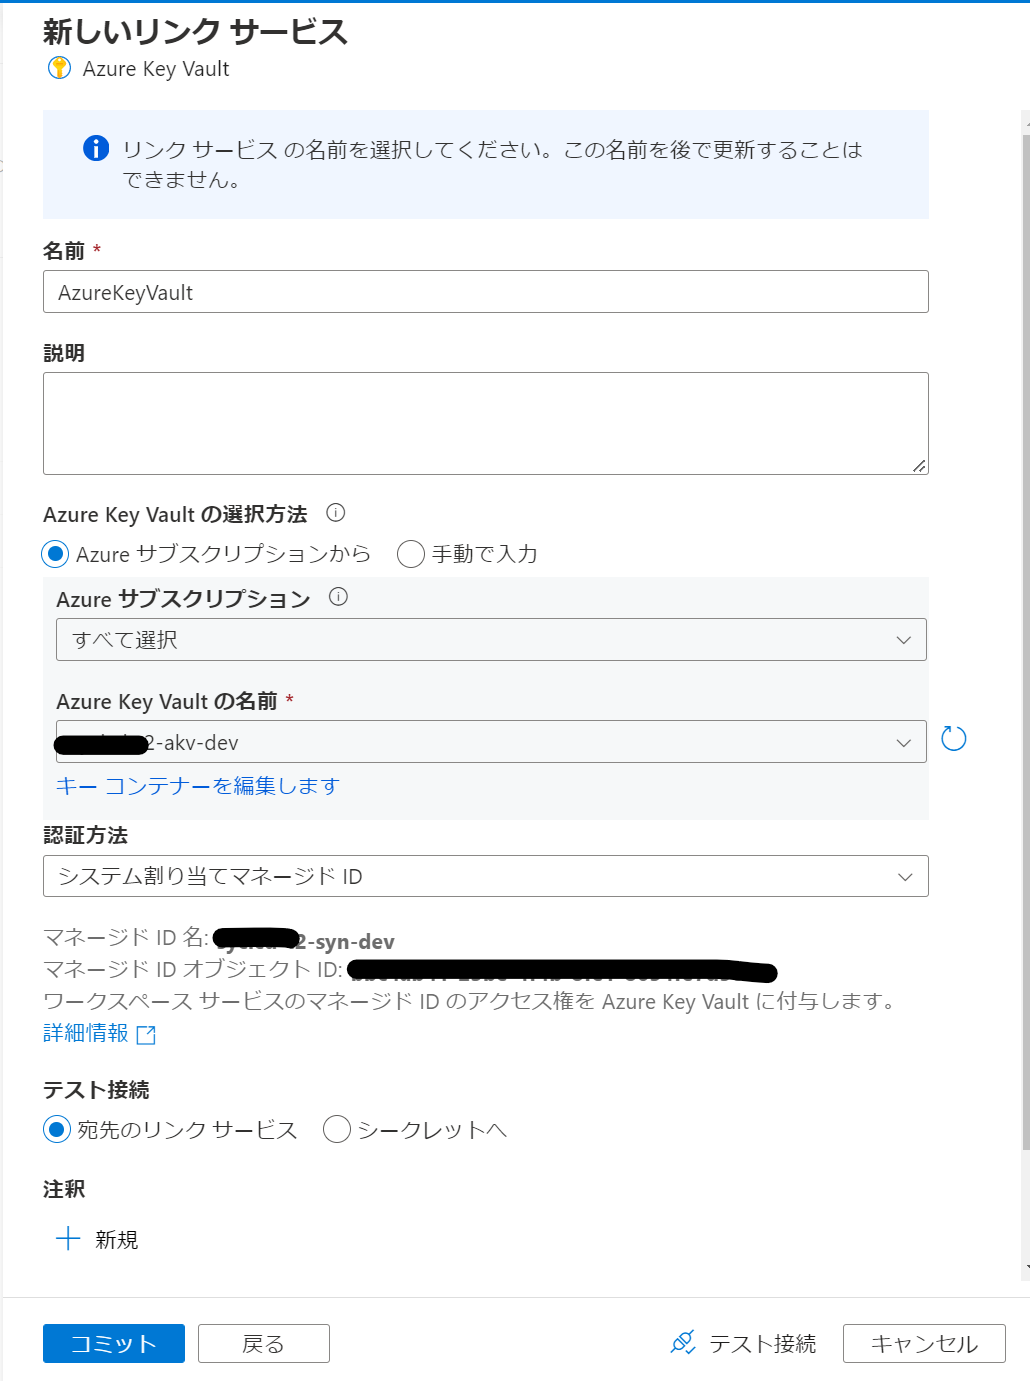 新しいリンク サービス
Azure Key Vault
リンク サービス の名前を選択してください。この名前を後で更新することは
できません。
名前 *
AzureKeyVault
説明
Azure Key Vault の選択方法
Azure サブスクリプションから 手動で入力
Azure サブスクリプション
すべて選択
Azure Key Vault の名前 *
2-akv-dev
キー コンテナーを編集します
認証方法
システム割り当てマネージド ID
マネージド ID 名: 2-syn-dev
マネージド ID オブジェクト ID:
ワークスペース サービスのマネージド ID のアクセス権を Azure Key Vault に付与します。
詳細情報
テスト接続
宛先のリンク サービス シークレットへ
注釈
新規
コミット 戻る テスト接続 キャンセル